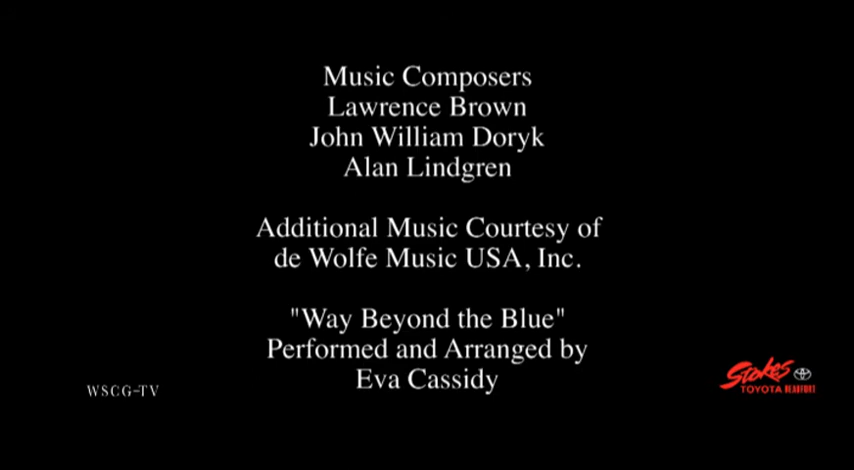 Music Composers
Lawrence Brown
John William Doryk
Alan Lindgren
Additional Music Courtesy of
de Wolfe Music USA, Inc.
"Way Beyond the Blue"
Performed and Arranged by
Eva Cassidy
WSCG-TV
Stokes
TOYOTA BEAUFORT